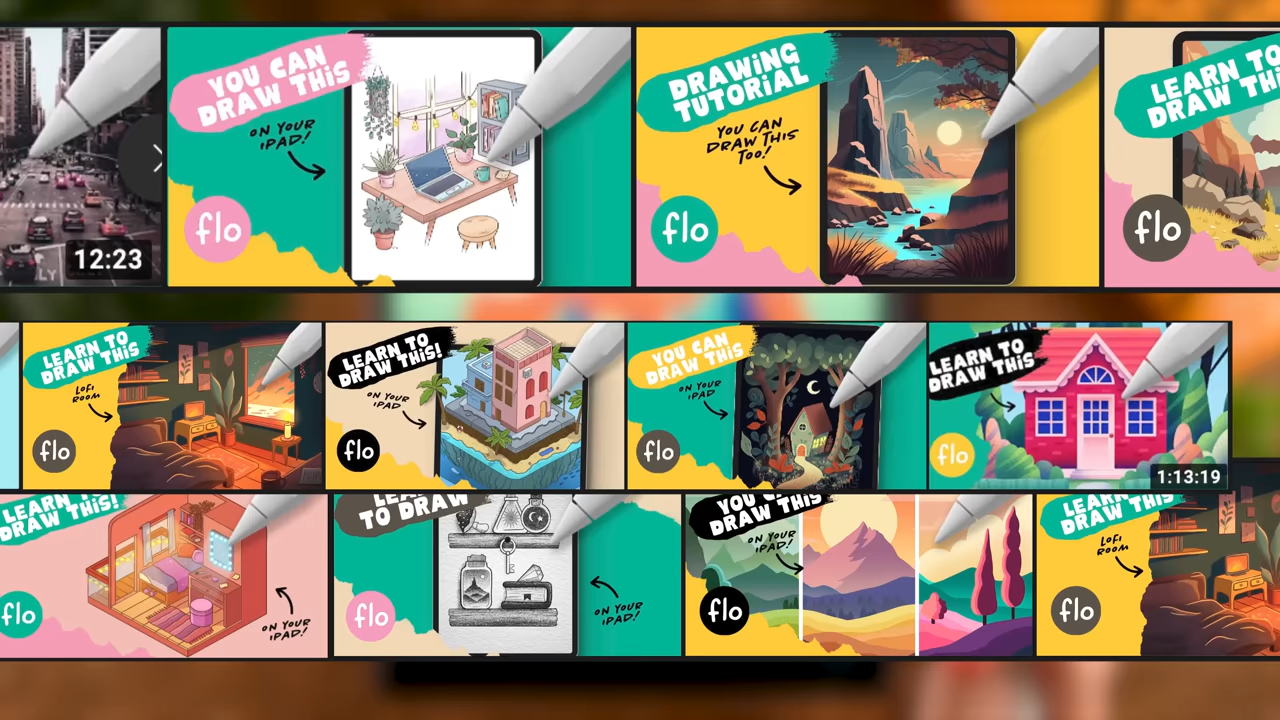 12:23
YOU CAN
DRAW THiS
ON YOUR
iPAD!
flo
DRAWiNG
TUTORiAL
YOU CAN
DRAW THiS
Too!
flo
LEARN TO
DRAW THi
flo
LEARN TO
DRAW THiS
LOFi
ROOM
flo
LEARN TO
DRAW THiS!
ON YOUR
iPAD
flo
YOU CAN
DRAW THiS
ON YOUR
iPAD
flo
LEARN TO
DRAW THiS
flo
1:13:19
LEARN T
DRAW THiS!
flo
ON YOUR
iPAD!
TO DRAW
flo
ON YOUR
iPAD!
YOU C
DRAW THiS
ON YOUR
iPAD!
flo
LEARN TO
DRAW THiS
LOFi
ROOM
flo